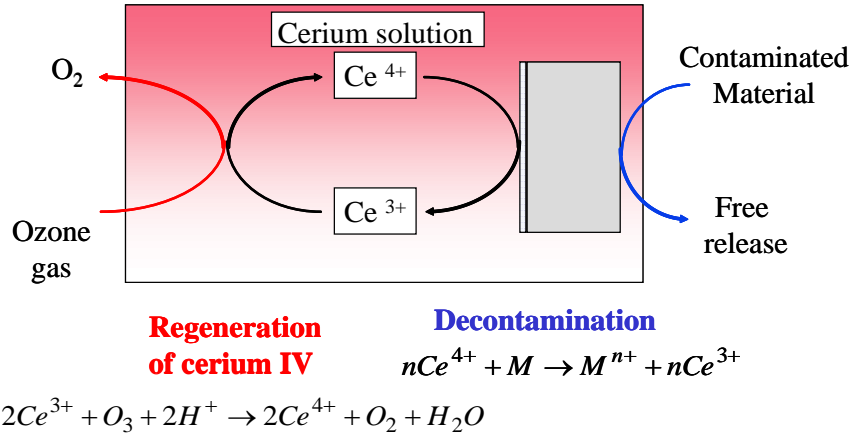 Cerium solution
O₂
Ce ⁴⁺
Contaminated
Material
Ce ³⁺
Ozone
gas
Free
release
Regeneration
of cerium IV
Decontamination
nCe⁴⁺ + M → Mⁿ⁺ + nCe³⁺
2Ce³⁺ + O₃ + 2H⁺ → 2Ce⁴⁺ + O₂ + H₂O